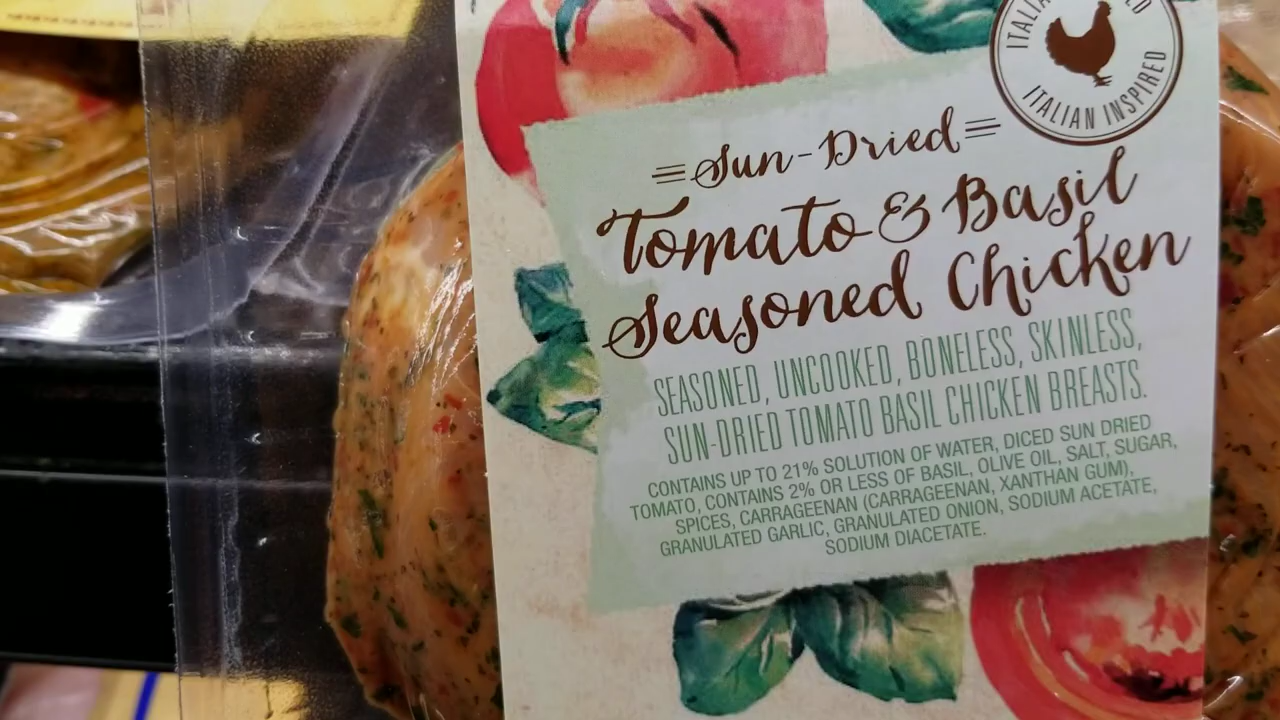 ITALIAN INSPIRED
Sun-Dried
Tomato & Basil
Seasoned Chicken
SEASONED, UNCOOKED, BONELESS, SKINLESS,
SUN-DRIED TOMATO BASIL CHICKEN BREASTS.
CONTAINS UP TO 21% SOLUTION OF WATER, DICED SUN DRIED
TOMATO, CONTAINS 2% OR LESS OF BASIL, OLIVE OIL, SALT, SUGAR,
SPICES, CARRAGEENAN (CARRAGEENAN, XANTHAN GUM),
GRANULATED GARLIC, GRANULATED ONION, SODIUM ACETATE,
SODIUM DIACETATE.